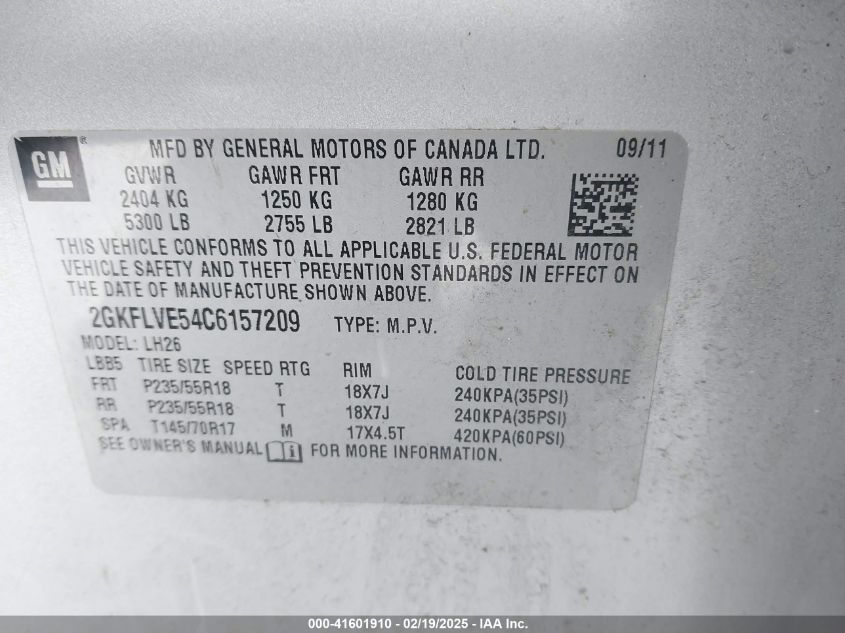 GM ® MFD BY GENERAL MOTORS OF CANADA LTD. 09/11
GVWR GAWR FRT GAWR RR
2404 KG 1250 KG 1280 KG
5300 LB 2755 LB 2821 LB
THIS VEHICLE CONFORMS TO ALL APPLICABLE U.S. FEDERAL MOTOR
VEHICLE SAFETY AND THEFT PREVENTION STANDARDS IN EFFECT ON
THE DATE OF MANUFACTURE SHOWN ABOVE.
2GKFLVE54C6157209 TYPE: M.P.V.
MODEL: LH26
LBB5 TIRE SIZE SPEED RTG RIM COLD TIRE PRESSURE
FRT P235/55R18 T 18X7J 240KPA(35PSI)
RR P235/55R18 T 18X7J 240KPA(35PSI)
SPA T145/70R17 M 17X4.5T 420KPA(60PSI)
SEE OWNER'S MANUAL i FOR MORE INFORMATION.
000-41601910 - 02/19/2025 - IAA Inc.